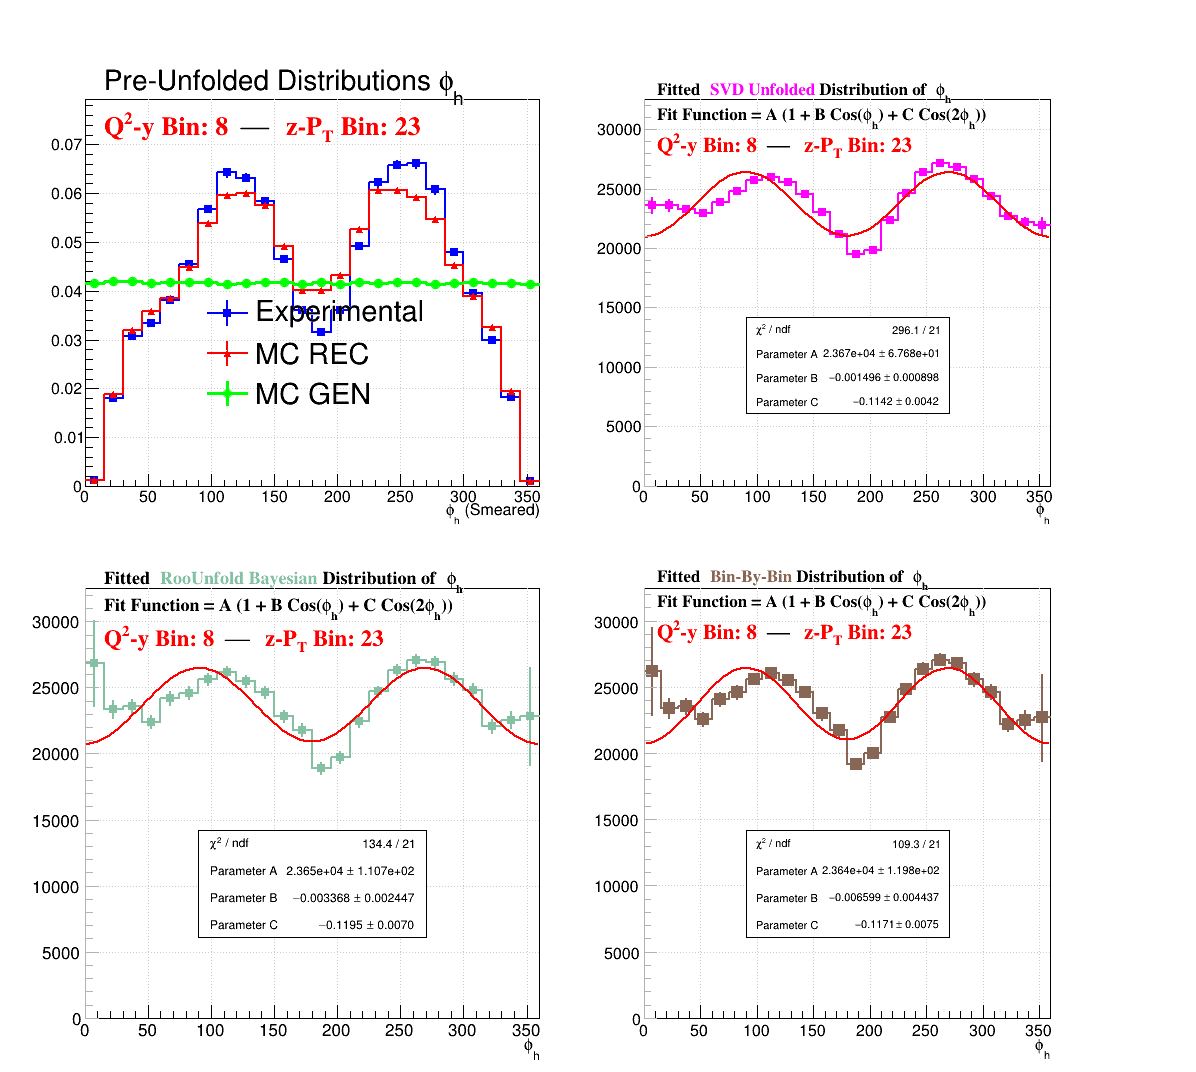 Pre-Unfolded Distributions ϕh
Q²-y Bin: 8 — z-PT Bin: 23
0.07
0.06
0.05
0.04
0.03
0.02
0.01
0
Experimental
MC REC
MC GEN
0 50 100 150 200 250 300 350
ϕh (Smeared)
Fitted SVD Unfolded Distribution of ϕh
Fit Function = A (1 + B Cos(ϕh) + C Cos(2ϕh))
Q²-y Bin: 8 — z-PT Bin: 23
30000
25000
20000
15000
10000
5000
0
χ² / ndf 296.1 / 21
Parameter A 2.367e+04 ± 6.768e+01
Parameter B −0.001496 ± 0.000898
Parameter C −0.1142 ± 0.0042
0 50 100 150 200 250 300 350
ϕh
Fitted RooUnfold Bayesian Distribution of ϕh
Fit Function = A (1 + B Cos(ϕh) + C Cos(2ϕh))
Q²-y Bin: 8 — z-PT Bin: 23
30000
25000
20000
15000
10000
5000
0
χ² / ndf 134.4 / 21
Parameter A 2.365e+04 ± 1.107e+02
Parameter B −0.003368 ± 0.002447
Parameter C −0.1195 ± 0.0070
0 50 100 150 200 250 300 350
ϕh
Fitted Bin-By-Bin Distribution of ϕh
Fit Function = A (1 + B Cos(ϕh) + C Cos(2ϕh))
Q²-y Bin: 8 — z-PT Bin: 23
30000
25000
20000
15000
10000
5000
0
χ² / ndf 109.3 / 21
Parameter A 2.364e+04 ± 1.198e+02
Parameter B −0.006599 ± 0.004437
Parameter C −0.1171 ± 0.0075
0 50 100 150 200 250 300 350
ϕh